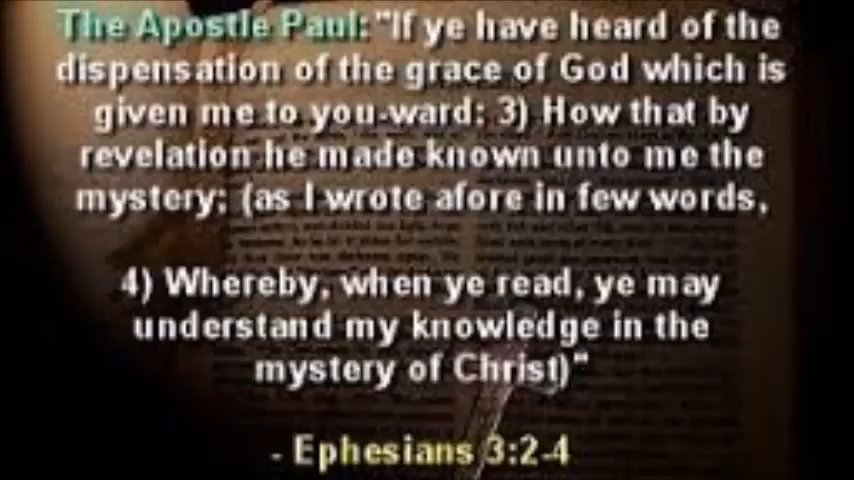 The Apostle Paul: "If ye have heard of the
dispensation of the grace of God which is
given me to you-ward: 3) How that by
revelation he made known unto me the
mystery; (as I wrote afore in few words,
4) Whereby, when ye read, ye may
understand my knowledge in the
mystery of Christ)"
- Ephesians 3:2-4